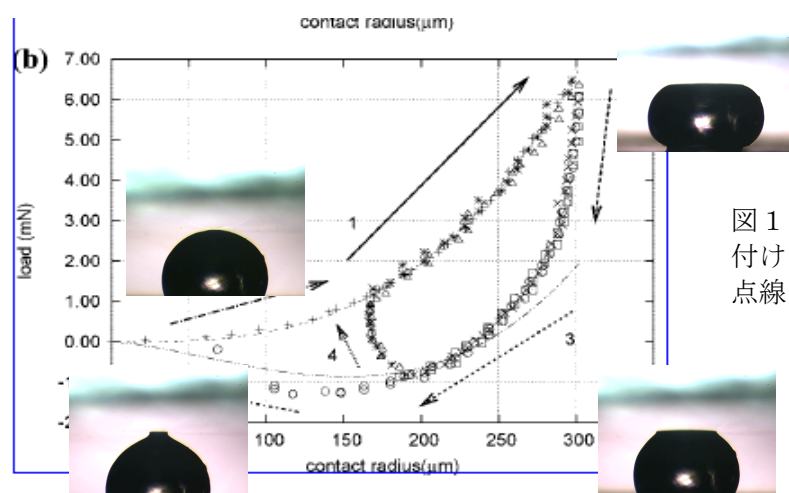 contact radius(μm)
(b)
7.00
6.00
5.00
4.00
3.00
2.00
1.00
0.00
load (mN)
1
3
4
100
150
200
250
300
contact radius(μm)
図 1
付け
点線